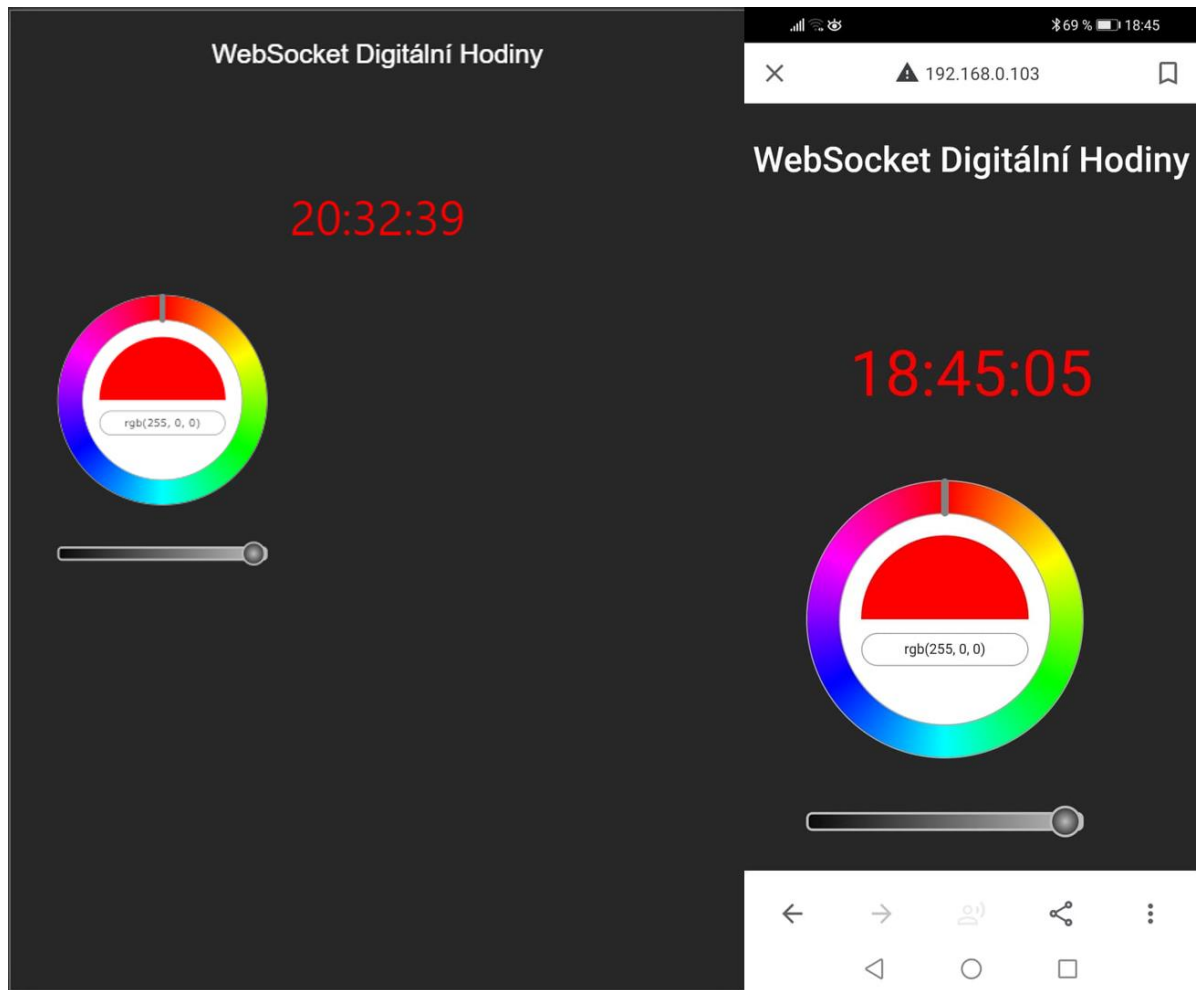 WebSocket Digitální Hodiny
20:32:39
rgb(255, 0, 0)
69 % 18:45
192.168.0.103
WebSocket Digitální Hodiny
18:45:05
rgb(255, 0, 0)